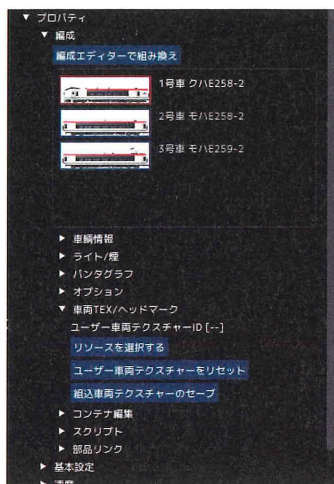 ▼ プロパティ
▼ 編成
編成エディターで組み換え
1号車 クハE258-2
2号車 モハE258-2
3号車 モハE259-2
▶ 車輌情報
▶ ライト/煙
▶ パンタグラフ
▶ オプション
▼ 車両TEX/ヘッドマーク
ユーザー車両テクスチャーID [--]
リソースを選択する
ユーザー車両テクスチャーをリセット
組込車両テクスチャーのセーブ
▶ コンテナ編集
▶ スクリプト
▶ 部品リンク
▶ 基本設定
▶ 速度